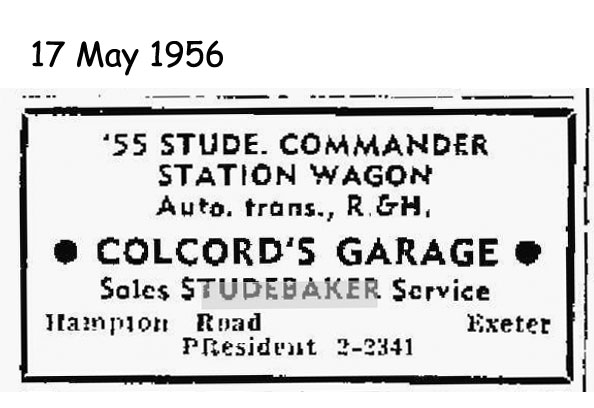 17 May 1956
'55 STUDE. COMMANDER
STATION WAGON
Auto. trans., R.&H.
● COLCORD'S GARAGE ●
Sales STUDEBAKER Service
Hampton Road Exeter
PResident 2-2341